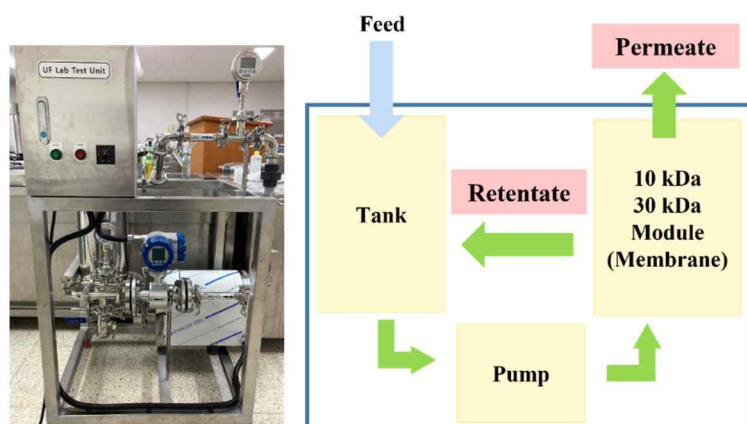 UF Lab Test Unit
Feed
Permeate
Tank
Retentate
10 kDa
30 kDa
Module
(Membrane)
Pump